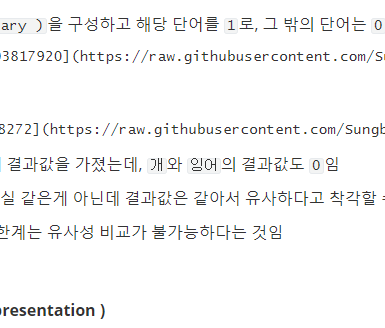 ary )을 구성하고 해당 단어를 1로, 그 밖의 단어는 0
03817920](https://raw.githubusercontent.com/S
8272](https://raw.githubusercontent.com/Sungb
결과값을 가졌는데, 개와 잉어의 결과값도 0임
실 같은게 아닌데 결과값은 같아서 유사하다고 착각할
한계는 유사성 비교가 불가능하다는 것임
presentation )